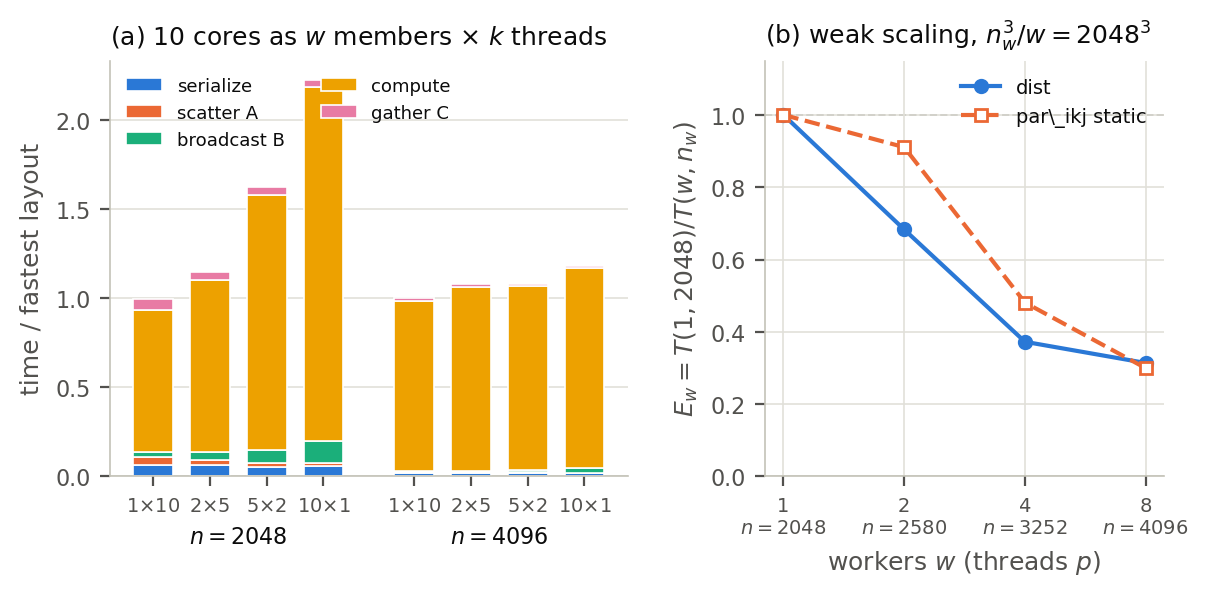 (a) 10 cores as w members × k threads
serialize
scatter A
broadcast B
compute
gather C
time / fastest layout
2.0
1.5
1.0
0.5
0.0
1×10 2×5 5×2 10×1 1×10 2×5 5×2 10×1
n = 2048 n = 4096
(b) weak scaling, n_w^3/w = 2048^3
dist
par\_ikj static
E_w = T(1, 2048)/T(w, n_w)
1.0
0.8
0.6
0.4
0.2
0.0
1 2 4 8
n = 2048 n = 2580 n = 3252 n = 4096
workers w (threads p)